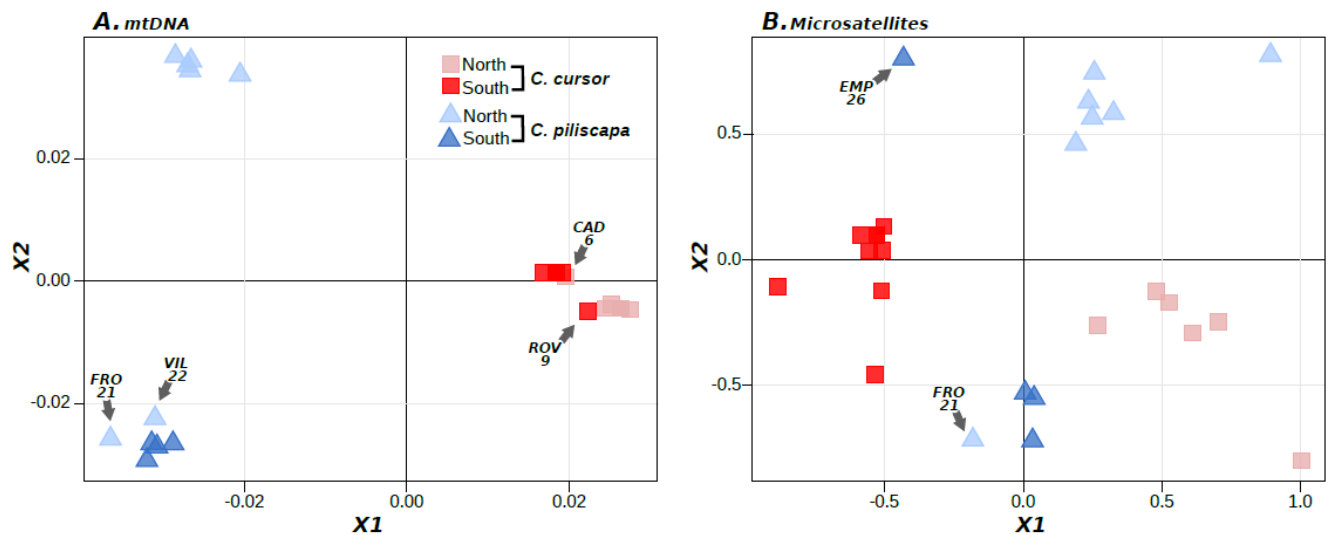 A. mtDNA
North
South
C. cursor
North
South
C. piliscapa
CAD
6
ROV
9
VIL
22
FRO
21
0.02
0.00
-0.02
X2
-0.02
0.00
0.02
X1
B. Microsatellites
EMP
26
FRO
21
0.5
0.0
-0.5
X2
-0.5
0.0
0.5
1.0
X1